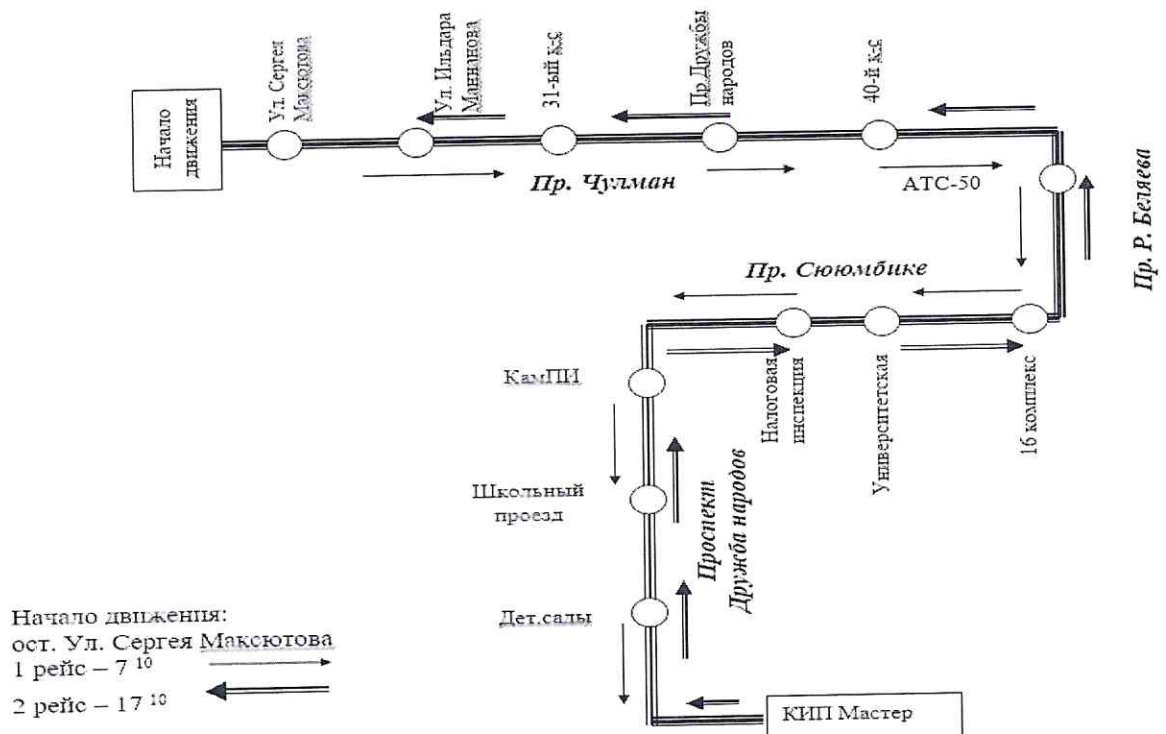 Начало
движения
Ул. Сергея
Максютова
Ул. Ильдара
Маннанова
31-ый к-с
Пр.Дружбы
народов
40-й к-с
Пр. Чулман
АТС-50
Пр. Р. Беляева
Пр. Сююмбике
КамПИ
Налоговая
инспекция
Университетская
16 комплекс
Школьный
проезд
Проспект
Дружба народов
Дет.сады
Начало движения:
ост. Ул. Сергея Максютова
1 рейс – 7 10
2 рейс – 17 10
КИП Мастер